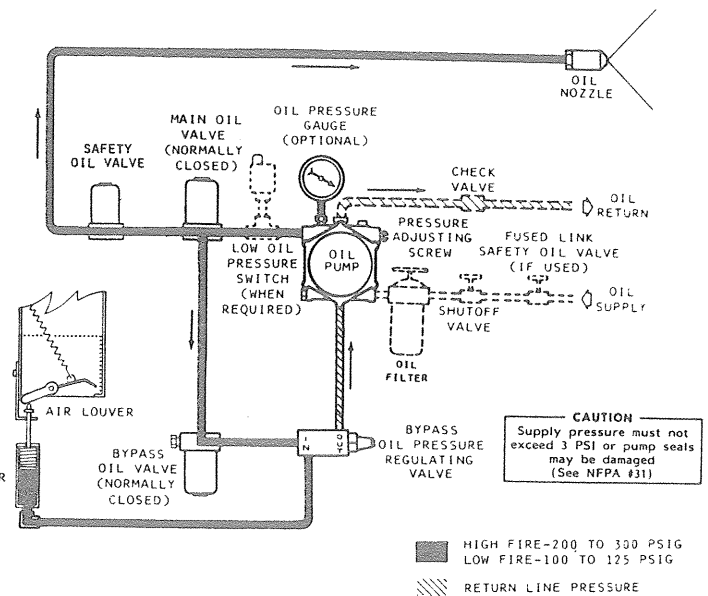 OIL
NOZZLE
OIL PRESSURE
GAUGE
(OPTIONAL)
MAIN OIL
VALVE
(NORMALLY
CLOSED)
SAFETY
OIL VALVE
CHECK
VALVE
OIL
RETURN
PRESSURE
ADJUSTING
SCREW
FUSED LINK
SAFETY OIL VALVE
(IF USED)
OIL
PUMP
LOW OIL
PRESSURE
SWITCH
(WHEN
REQUIRED)
OIL
SUPPLY
SHUTOFF
VALVE
OIL
FILTER
AIR LOUVER
BYPASS
OIL VALVE
(NORMALLY
CLOSED)
IN
OUT
BYPASS
OIL PRESSURE
REGULATING
VALVE
CAUTION
Supply pressure must not
exceed 3 PSI or pump seals
may be damaged
(See NFPA #31)
R
HIGH FIRE-200 TO 300 PSIG
LOW FIRE-100 TO 125 PSIG
RETURN LINE PRESSURE